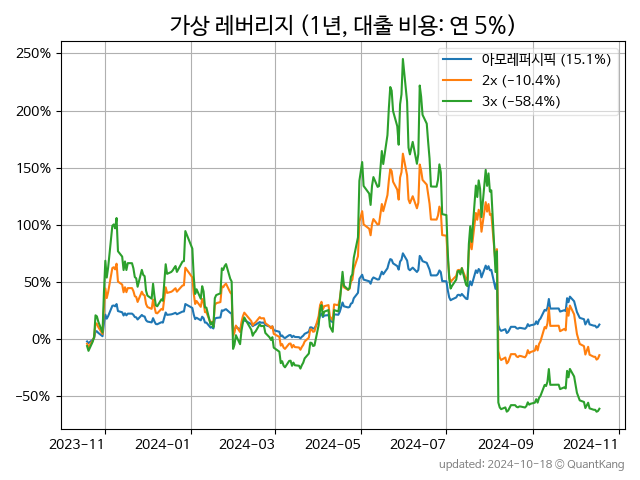 가상 레버리지 (1년, 대출 비용: 연 5%)
250%
200%
150%
100%
50%
0%
−50%
아모레퍼시픽 (15.1%)
2x (−10.4%)
3x (−58.4%)
2023-11
2024-01
2024-03
2024-05
2024-07
2024-09
2024-11
updated: 2024-10-18 © QuantKang